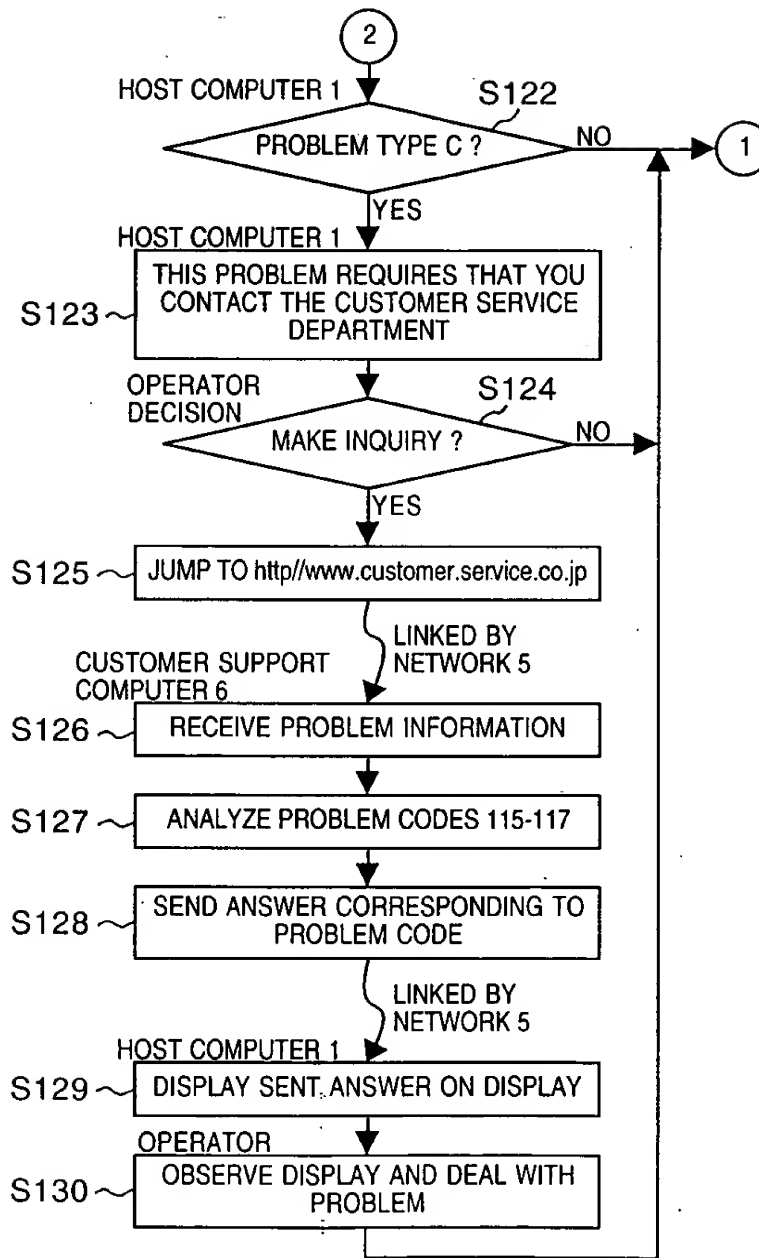 2
HOST COMPUTER 1
S122
PROBLEM TYPE C ?
NO
1
YES
HOST COMPUTER 1
S123
THIS PROBLEM REQUIRES THAT YOU
CONTACT THE CUSTOMER SERVICE
DEPARTMENT
OPERATOR
DECISION
S124
MAKE INQUIRY ?
NO
YES
S125
JUMP TO http//www.customer.service.co.jp
LINKED BY
NETWORK 5
CUSTOMER SUPPORT
COMPUTER 6
S126
RECEIVE PROBLEM INFORMATION
S127
ANALYZE PROBLEM CODES 115-117
S128
SEND ANSWER CORRESPONDING TO
PROBLEM CODE
LINKED BY
NETWORK 5
HOST COMPUTER 1
S129
DISPLAY SENT ANSWER ON DISPLAY
OPERATOR
S130
OBSERVE DISPLAY AND DEAL WITH
PROBLEM